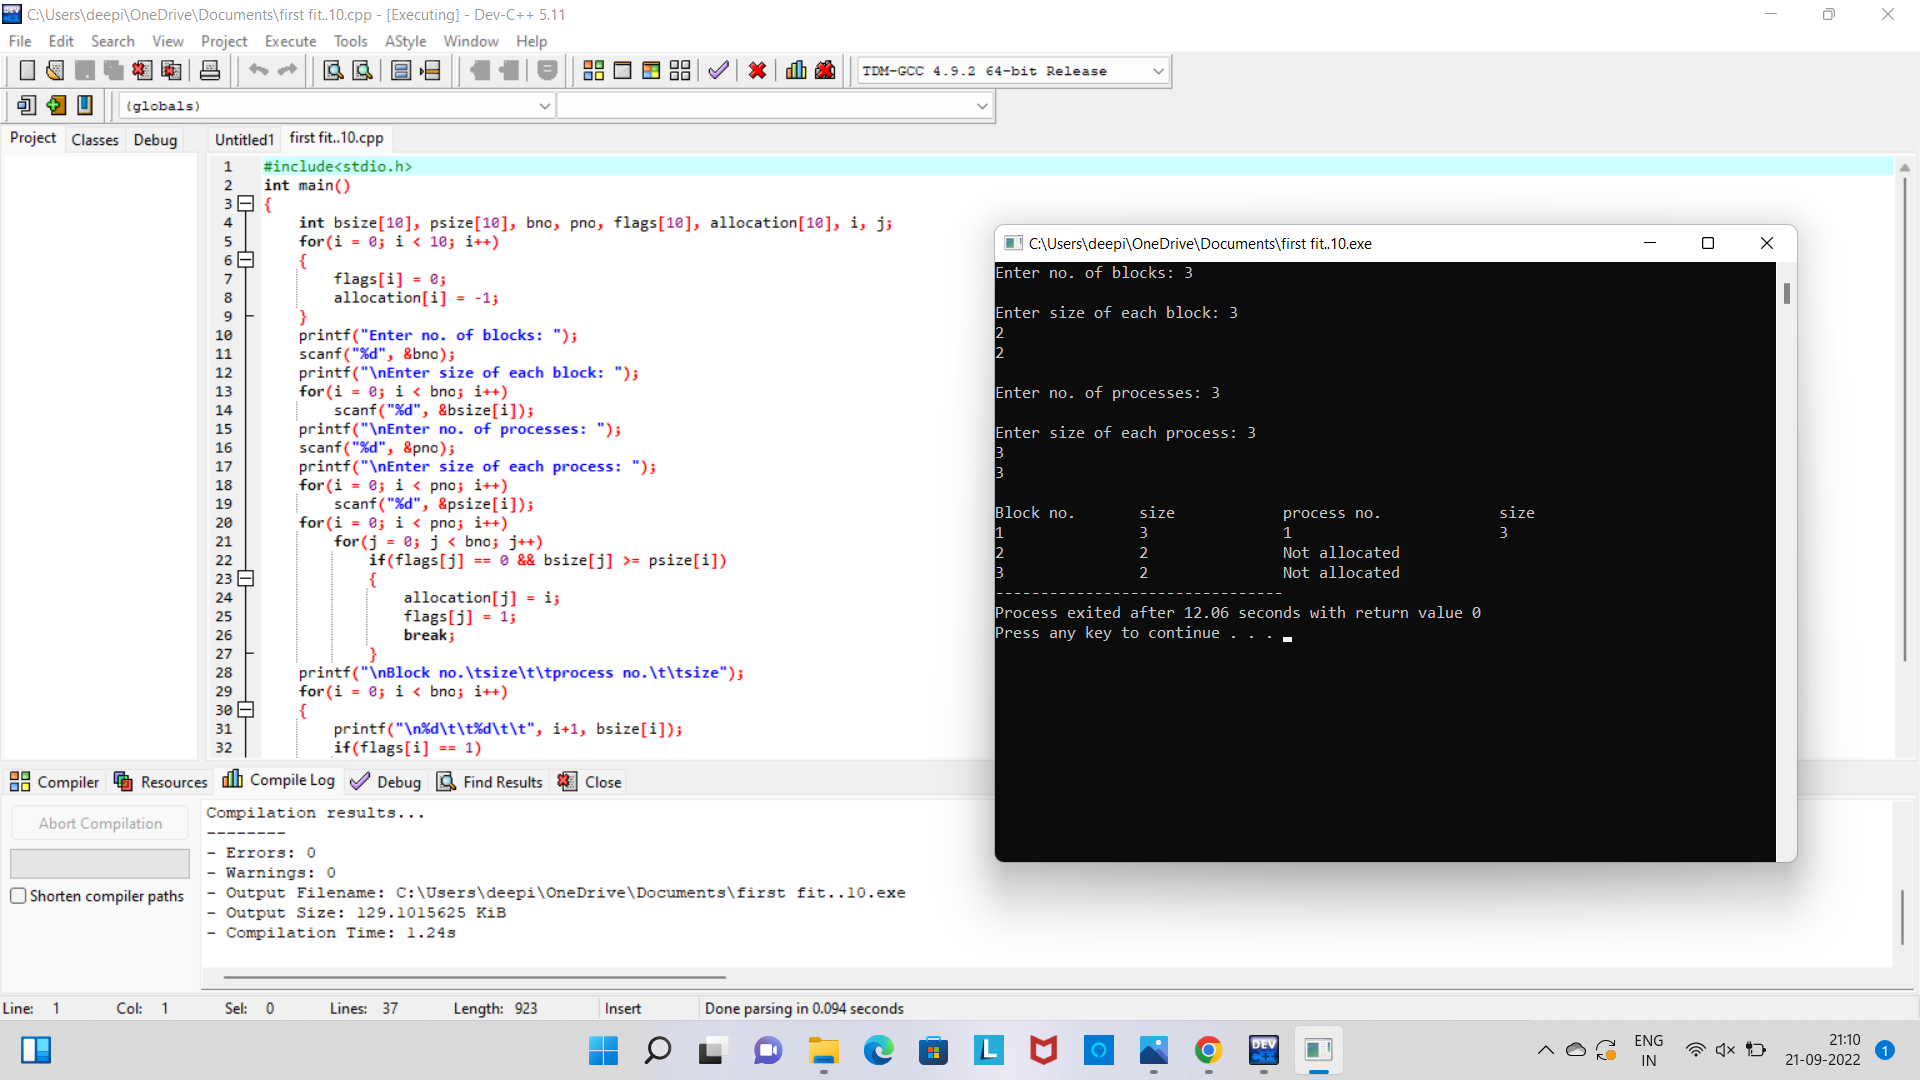 C:\Users\deepi\OneDrive\Documents\first fit..10.cpp - [Executing] - Dev-C++ 5.11
File Edit Search View Project Execute Tools AStyle Window Help
TDM-GCC 4.9.2 64-bit Release
(globals)
Project Classes Debug Untitled1 first fit..10.cpp
1 #include<stdio.h>
2 int main()
3 {
4 int bsize[10], psize[10], bno, pno, flags[10], allocation[10], i, j;
5 for(i = 0; i < 10; i++)
6 {
7 flags[i] = 0;
8 allocation[i] = -1;
9 }
10 printf("Enter no. of blocks: ");
11 scanf("%d", &bno);
12 printf("\nEnter size of each block: ");
13 for(i = 0; i < bno; i++)
14 scanf("%d", &bsize[i]);
15 printf("\nEnter no. of processes: ");
16 scanf("%d", &pno);
17 printf("\nEnter size of each process: ");
18 for(i = 0; i < pno; i++)
19 scanf("%d", &psize[i]);
20 for(i = 0; i < pno; i++)
21 for(j = 0; j < bno; j++)
22 if(flags[j] == 0 && bsize[j] >= psize[i])
23 {
24 allocation[j] = i;
25 flags[j] = 1;
26 break;
27 }
28 printf("\nBlock no.\tsize\t\tprocess no.\t\tsize");
29 for(i = 0; i < bno; i++)
30 {
31 printf("\n%d\t\t%d\t\t", i+1, bsize[i]);
32 if(flags[i] == 1)
C:\Users\deepi\OneDrive\Documents\first fit..10.exe
Enter no. of blocks: 3
Enter size of each block: 3
2
2
Enter no. of processes: 3
Enter size of each process: 3
3
3
Block no. size process no. size
1 3 1 3
2 2 Not allocated
3 2 Not allocated
--------------------------------
Process exited after 12.06 seconds with return value 0
Press any key to continue . . .
Compiler Resources Compile Log Debug Find Results Close
Abort Compilation
Shorten compiler paths
Compilation results...
--------
- Errors: 0
- Warnings: 0
- Output Filename: C:\Users\deepi\OneDrive\Documents\first fit..10.exe
- Output Size: 129.1015625 KiB
- Compilation Time: 1.24s
Line: 1 Col: 1 Sel: 0 Lines: 37 Length: 923 Insert Done parsing in 0.094 seconds
L
DEV C++
ENG
IN
21:10
21-09-2022
1